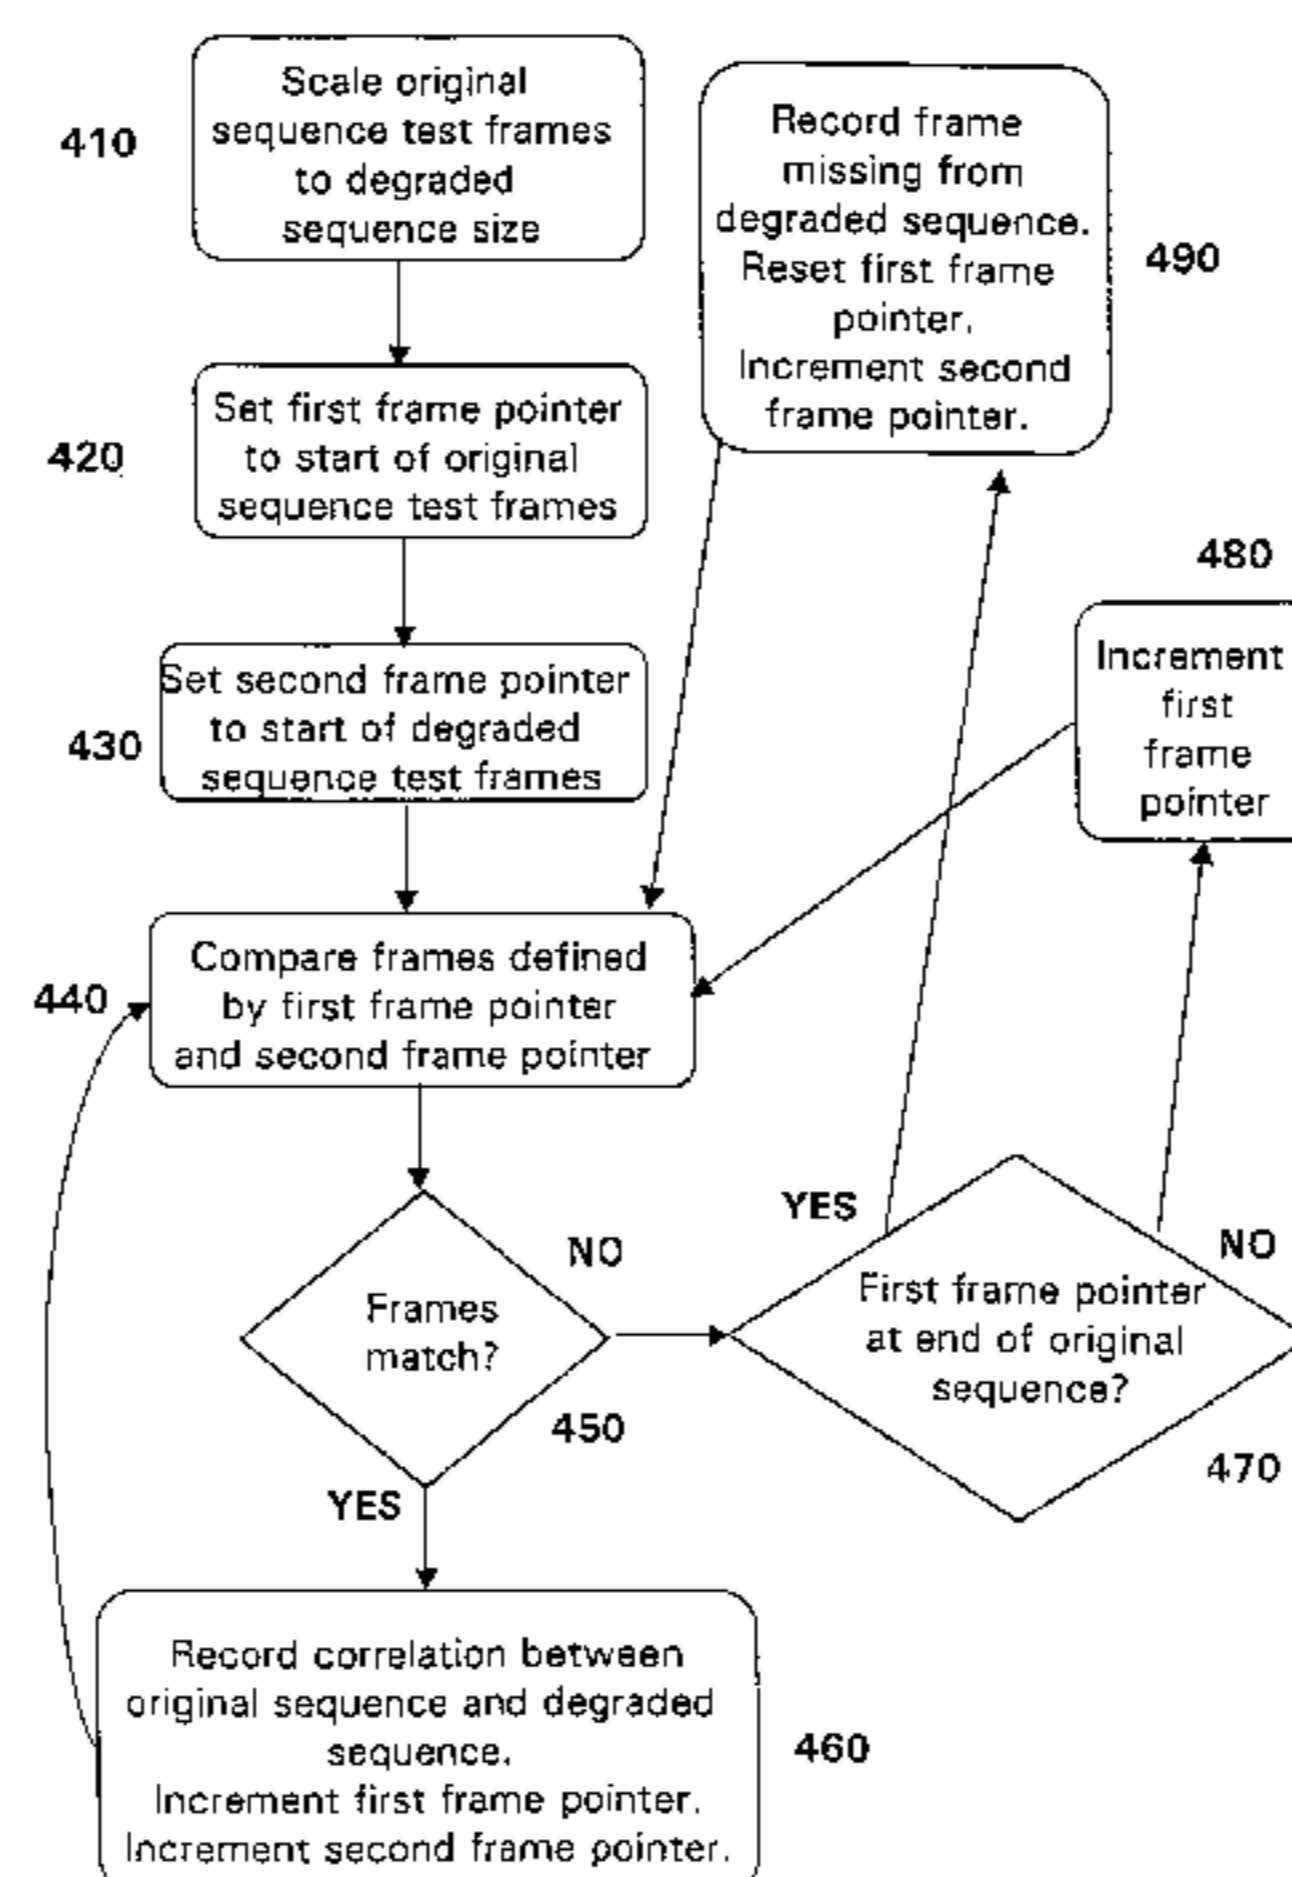 410
Scale original
sequence test frames
to degraded
sequence size
420
Set first frame pointer
to start of original
sequence test frames
430
Set second frame pointer
to start of degraded
sequence test frames
440
Compare frames defined
by first frame pointer
and second frame pointer
Frames
match?
450
NO
YES
Record correlation between
original sequence and degraded
sequence.
Increment first frame pointer.
Increment second frame pointer.
460
First frame pointer
at end of original
sequence?
470
YES
NO
480
Increment
first
frame
pointer
Record frame
missing from
degraded sequence.
Reset first frame
pointer.
Increment second
frame pointer.
490